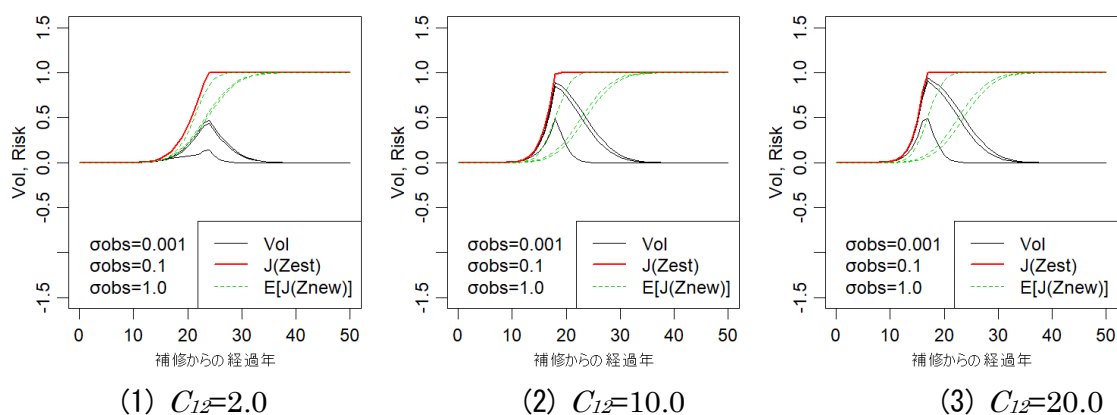 Vol, Risk
1.5
1.0
0.5
0.0
-0.5
-1.5
σobs=0.001
σobs=0.1
σobs=1.0
Vol
J(Zest)
E[J(Znew)]
0 10 20 30 40 50
補修からの経過年
(1) C12=2.0
Vol, Risk
1.5
1.0
0.5
0.0
-0.5
-1.5
σobs=0.001
σobs=0.1
σobs=1.0
Vol
J(Zest)
E[J(Znew)]
0 10 20 30 40 50
補修からの経過年
(2) C12=10.0
Vol, Risk
1.5
1.0
0.5
0.0
-0.5
-1.5
σobs=0.001
σobs=0.1
σobs=1.0
Vol
J(Zest)
E[J(Znew)]
0 10 20 30 40 50
補修からの経過年
(3) C12=20.0